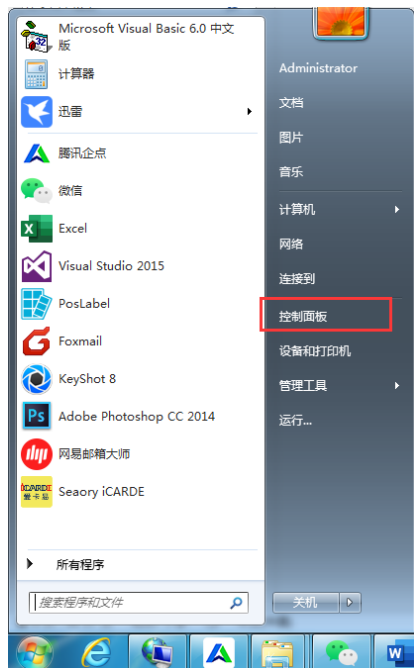 Microsoft Visual Basic 6.0 中文
版
计算器
迅雷
腾讯企点
微信
Excel
Visual Studio 2015
PosLabel
Foxmail
KeyShot 8
Adobe Photoshop CC 2014
网易邮箱大师
Seaory iCARDE
所有程序
搜索程序和文件
Administrator
文档
图片
音乐
计算机
网络
连接到
控制面板
设备和打印机
管理工具
运行...
关机